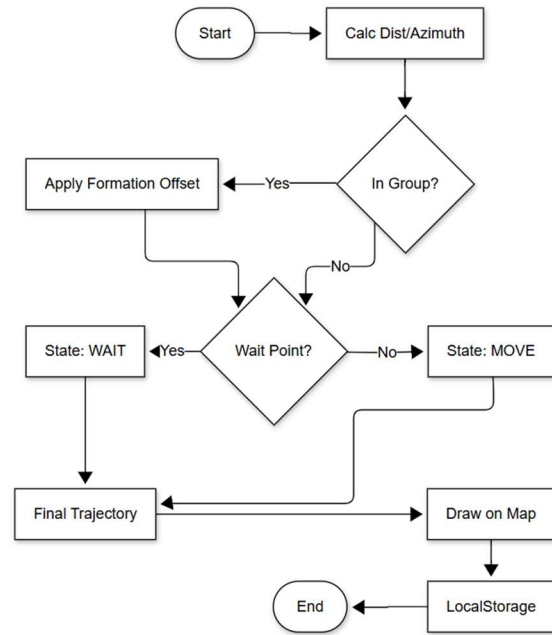 Start
Calc Dist/Azimuth
In Group?
Yes
Apply Formation Offset
No
Wait Point?
Yes
State: WAIT
No
State: MOVE
Final Trajectory
Draw on Map
LocalStorage
End